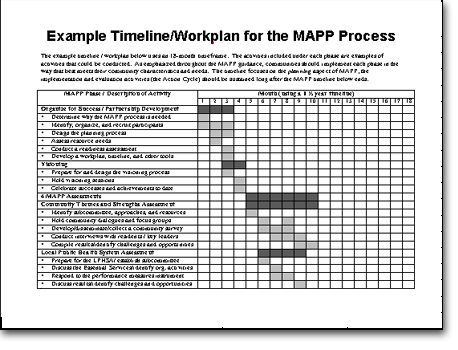 Example Timeline/Workplan for the MAPP Process
The example timeline / workplan below uses an 18-month timeframe. The activities included under each phase are examples of
activities that could be conducted. As emphasized throughout the MAPP guidance, communities should implement each phase in the
way that best meets their community characteristics and needs. The timeline focuses on the planning aspect of MAPP, the
implementation and evaluation activities (the Action Cycle) should be sustained long after the MAPP timeline below ends.
MAPP Phase / Description of Activity Months (using a 1 ½ year timeline)
1 2 3 4 5 6 7 8 9 10 11 12 13 14 15 16 17 18
Organize for Success / Partnership Development
• Determine why the MAPP process is needed
• Identify, organize, and recruit participants
• Design the planning process
• Assess resource needs
• Conduct a readiness assessment
• Develop a workplan, timeline, and other tools
Visioning
• Prepare for and design the visioning process
• Hold visioning sessions
• Celebrate successes and achievements to date
4 MAPP Assessments
Community Themes and Strengths Assessment
• Identify subcommittee, approaches, and resources
• Hold community dialogues and focus groups
• Develop/disseminate/collect a community survey
• Conduct interviews with residents / key leaders
• Compile results/identify challenges and opportunities
Local Public Health System Assessment
• Prepare for the LPHSA / establish subcommittee
• Discuss the Essential Services/identify org. activities
• Respond to the performance measures instrument
• Discuss results/identify challenges and opportunities